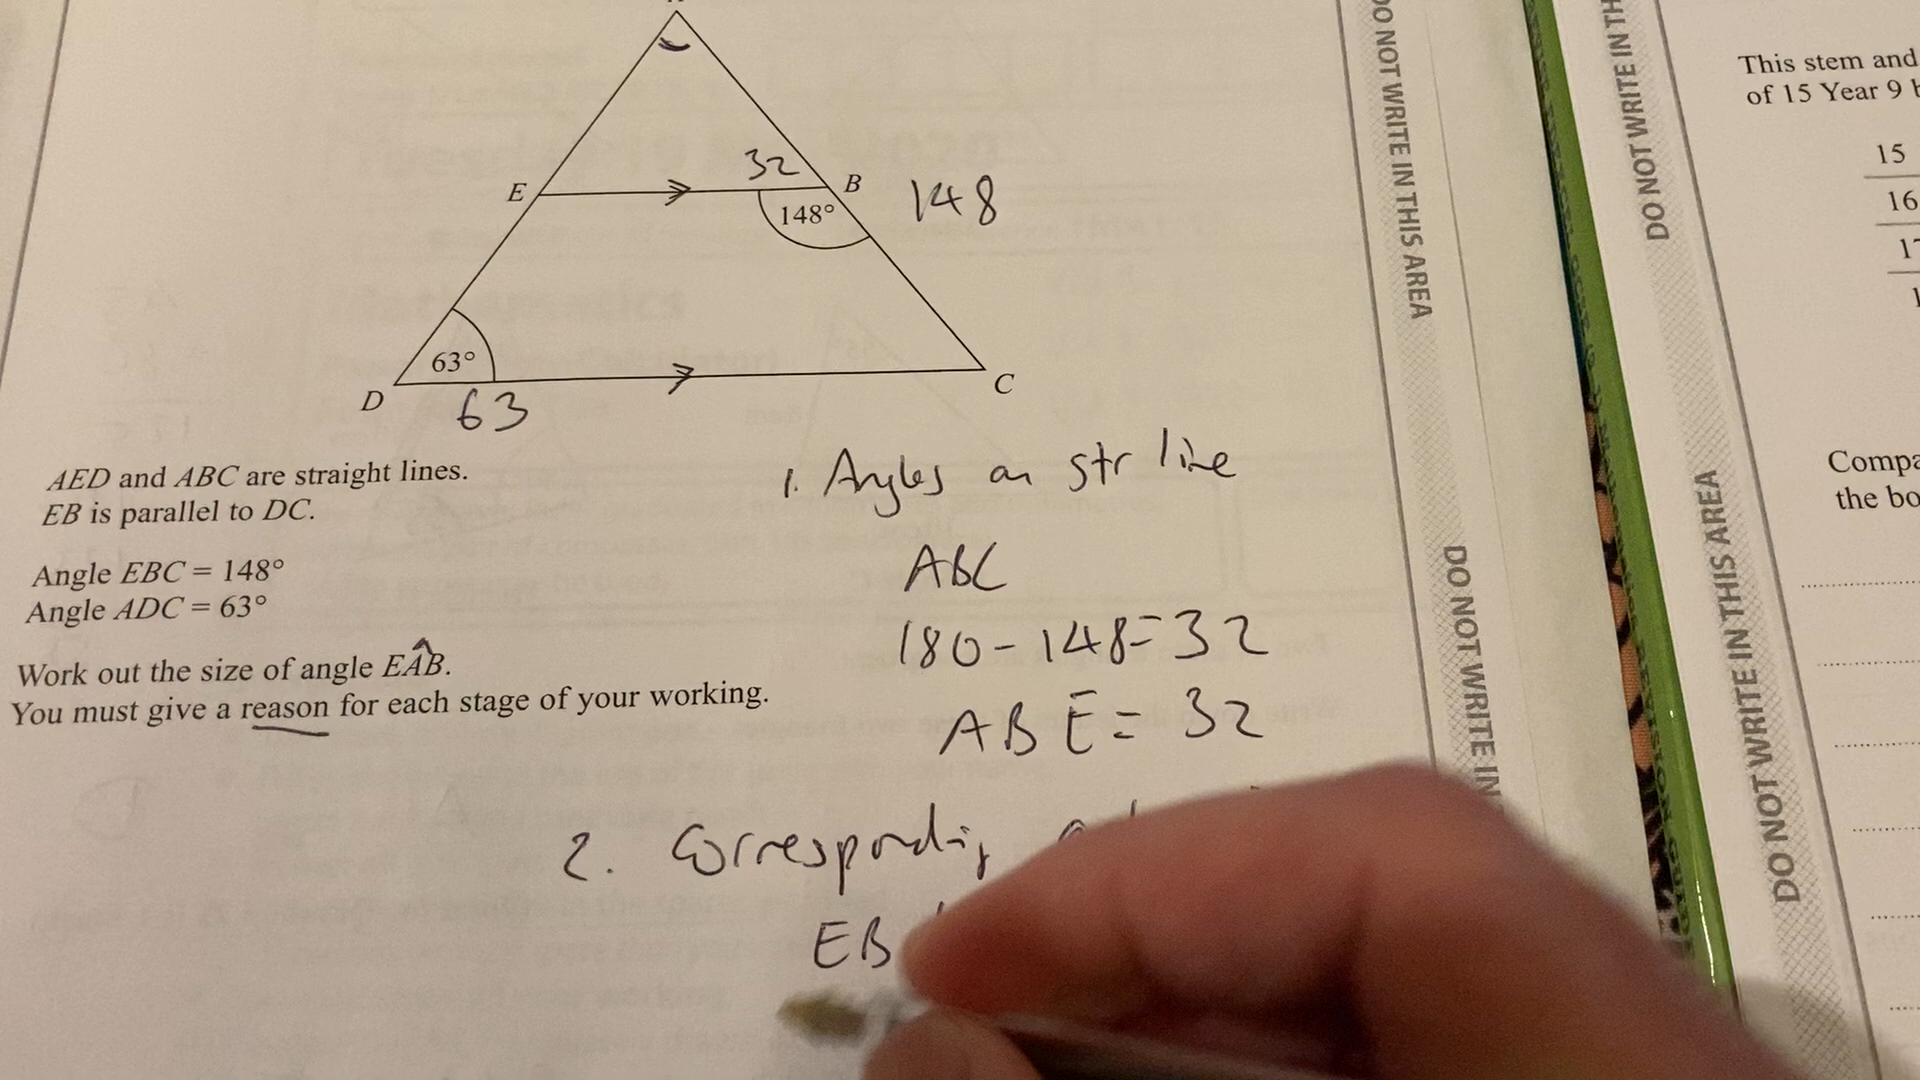 32
E
B
148
148°
63°
D
C
63
AED and ABC are straight lines.
EB is parallel to DC.
Angle EBC = 148°
Angle ADC = 63°
Work out the size of angle EAB.
You must give a reason for each stage of your working.
1. Angles on str line
ABC
180-148=32
ABE = 32
2. Corresponding
EB
DO NOT WRITE IN THIS AREA
DO NOT WRITE IN
DO NOT WRITE IN TH
DO NOT WRITE IN THIS AREA
This stem and
of 15 Year 9
15
16
Compa
the bo